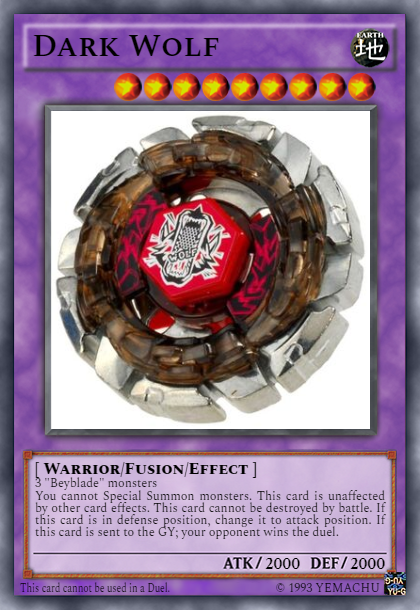 DARK WOLF
EARTH
地
WOLF
[ WARRIOR/FUSION/EFFECT ]
3 "Beyblade" monsters
You cannot Special Summon monsters. This card is unaffected
by other card effects. This card cannot be destroyed by battle. If
this card is in defense position, change it to attack position. If
this card is sent to the GY; your opponent wins the duel.
ATK / 2000 DEF / 2000
This card cannot be used in a Duel.
© 1993 YEMACHU